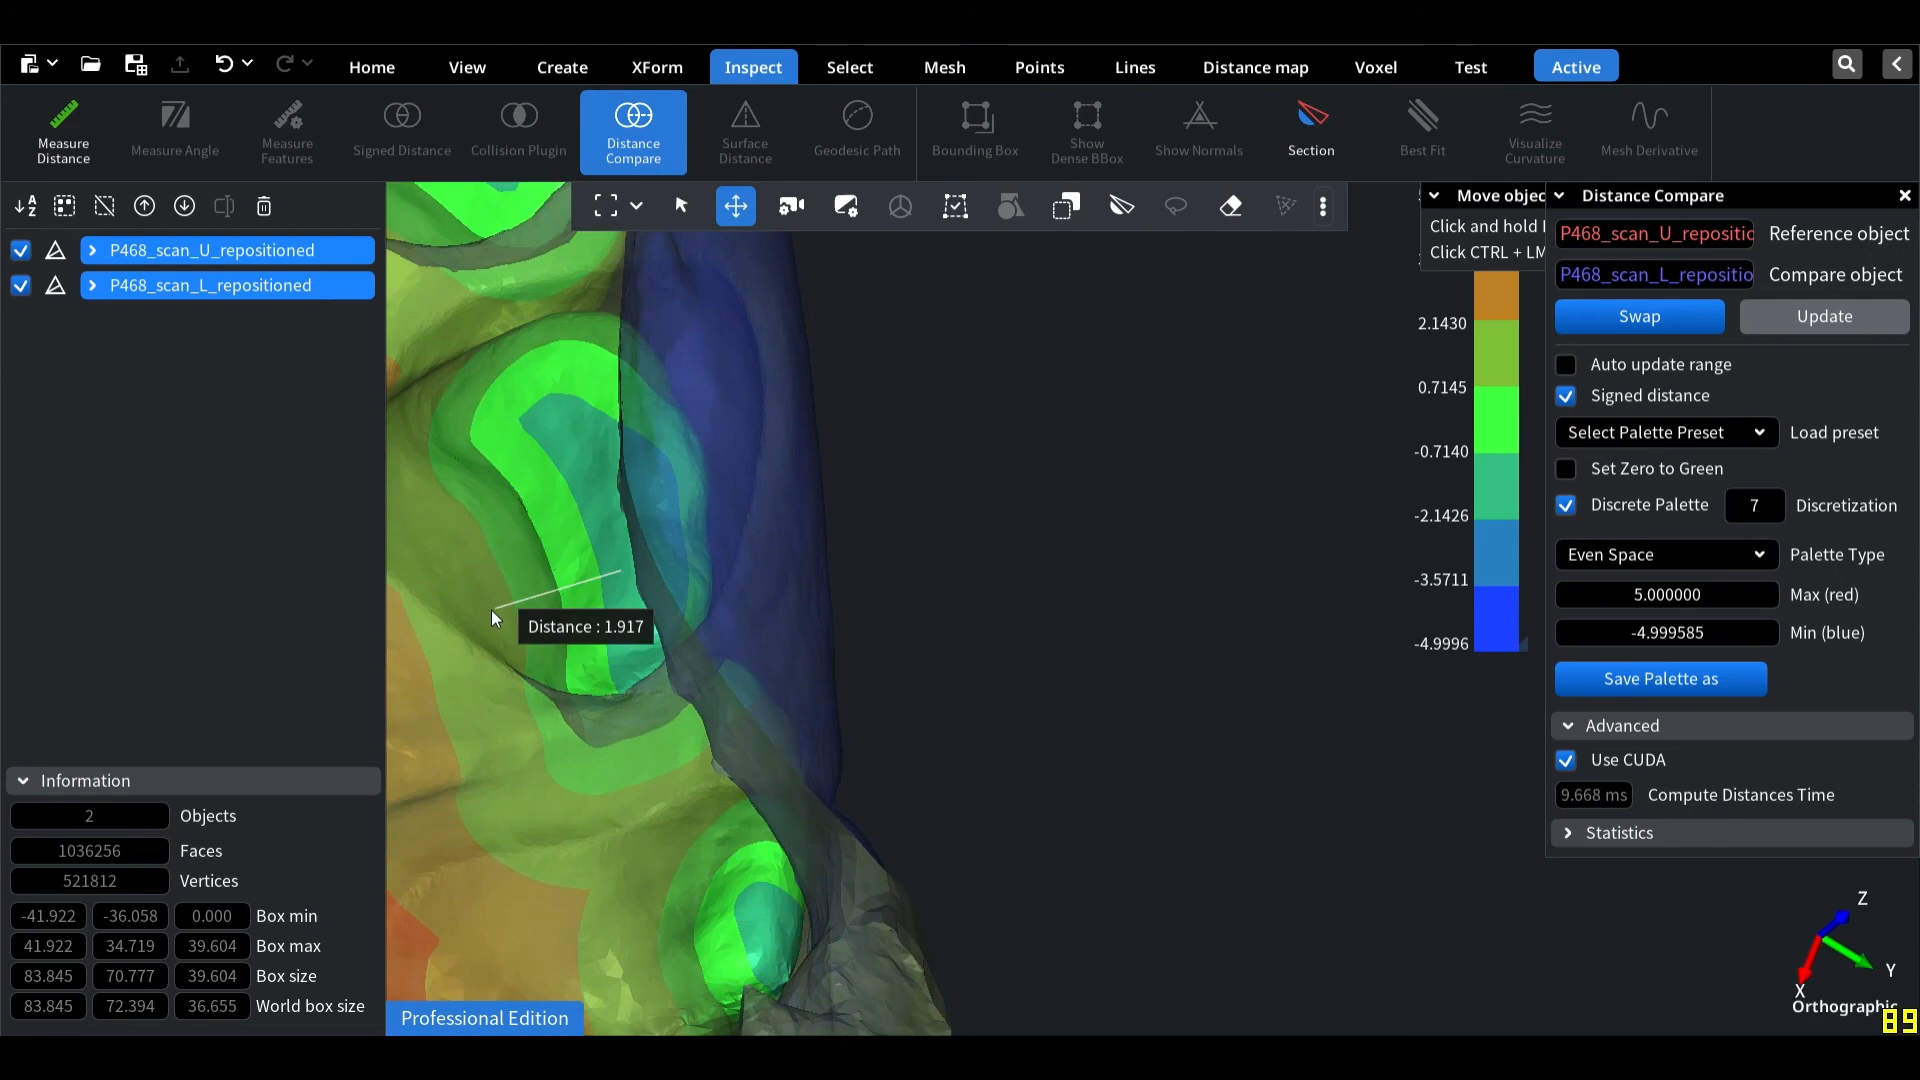 Home View Create XForm Inspect Select Mesh Points Lines Distance map Voxel Test Active
Measure Distance
Measure Angle
Measure Features
Signed Distance
Collision Plugin
Distance Compare
Surface Distance
Geodesic Path
Bounding Box
Show Dense BBox
Show Normals
Section
Best Fit
Visualize Curvature
Mesh Derivative
P468_scan_U_repositioned
P468_scan_L_repositioned
Information
2 Objects
1036256 Faces
521812 Vertices
-41.922 -36.058 0.000 Box min
41.922 34.719 39.604 Box max
83.845 70.777 39.604 Box size
83.845 72.394 36.655 World box size
Distance : 1.917
Professional Edition
Move objec
Click and hold
Click CTRL + LM
2.1430
0.7145
-0.7140
-2.1426
-3.5711
-4.9996
Distance Compare
P468_scan_U_repositio Reference object
P468_scan_L_repositio Compare object
Swap Update
Auto update range
Signed distance
Select Palette Preset Load preset
Set Zero to Green
Discrete Palette 7 Discretization
Even Space Palette Type
5.000000 Max (red)
-4.999585 Min (blue)
Save Palette as
Advanced
Use CUDA
9.668 ms Compute Distances Time
Statistics
Z
Y
X
Orthographic
89